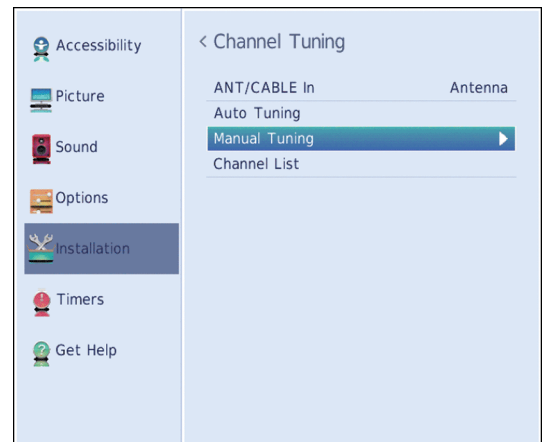 Accessibility
Picture
Sound
Options
Installation
Timers
Get Help
< Channel Tuning
ANT/CABLE In Antenna
Auto Tuning
Manual Tuning
Channel List